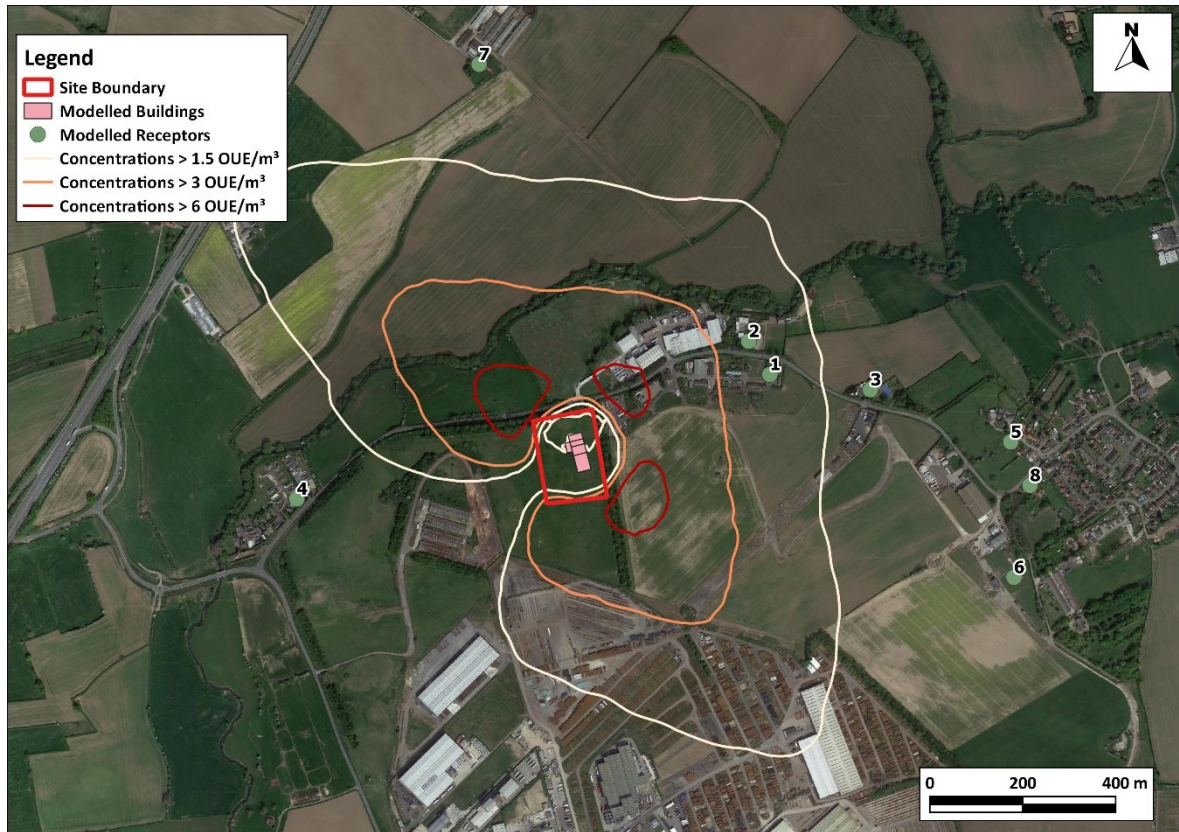 Legend
Site Boundary
Modelled Buildings
Modelled Receptors
Concentrations > 1.5 OUE/m³
Concentrations > 3 OUE/m³
Concentrations > 6 OUE/m³
N
7
2
1
3
5
4
8
6
0 200 400 m